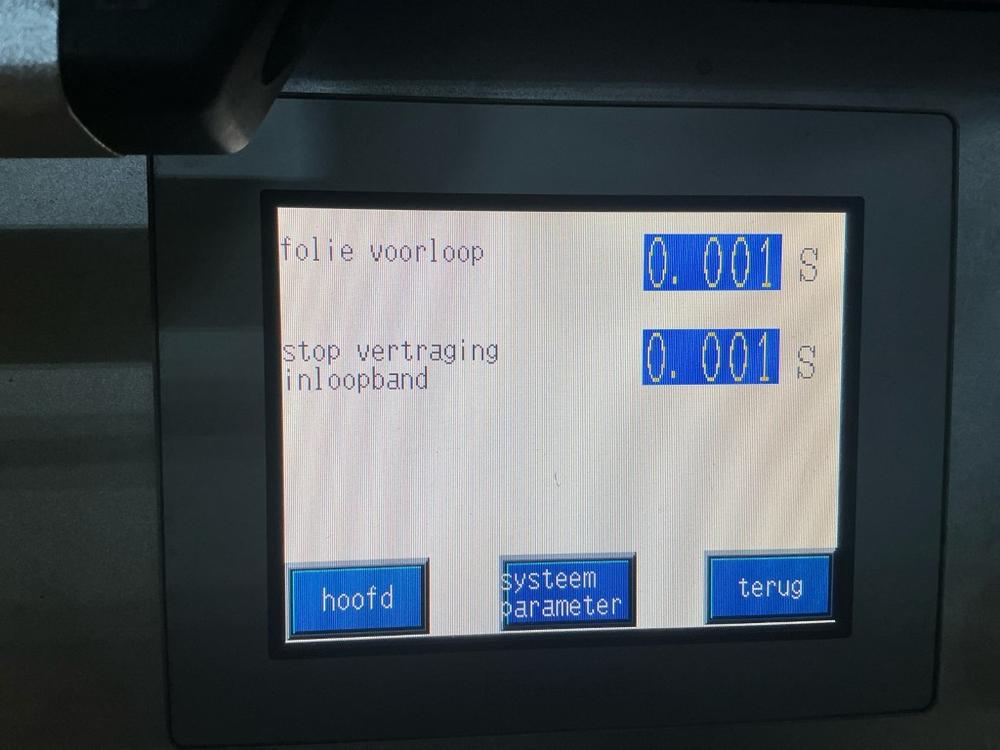 folie voorloop 0.001 S
stop vertraging
inloopband 0.001 S
hoofd
systeem
parameter
terug